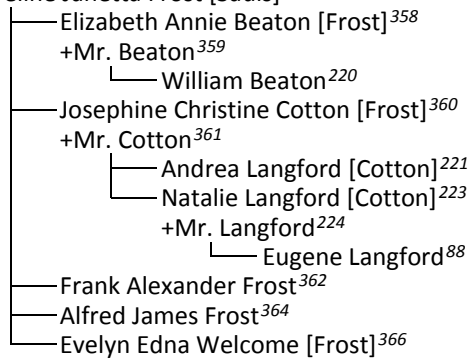 Elizabeth Annie Beaton [Frost]358
+Mr. Beaton359
William Beaton220
Josephine Christine Cotton [Frost]360
+Mr. Cotton361
Andrea Langford [Cotton]221
Natalie Langford [Cotton]223
+Mr. Langford224
Eugene Langford88
Frank Alexander Frost362
Alfred James Frost364
Evelyn Edna Welcome [Frost]366